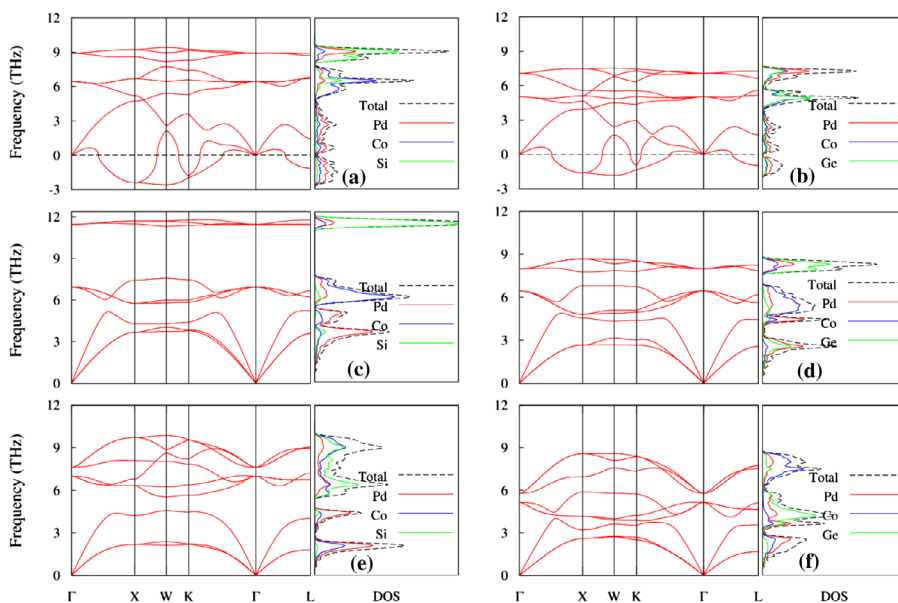 12
9
6
3
0
-3
Frequency (THz)
Total
Pd
Co
Si
(a)
12
9
6
3
0
-3
Frequency (THz)
Total
Pd
Co
Ge
(b)
12
9
6
3
0
Frequency (THz)
Total
Pd
Co
Si
(c)
12
9
6
3
0
Total
Pd
Co
Ge
(d)
12
9
6
3
0
Frequency (THz)
Total
Pd
Co
Si
(e)
Γ X W K Γ L DOS
12
9
6
3
0
Total
Pd
Co
Ge
(f)
Γ X W K Γ L DOS